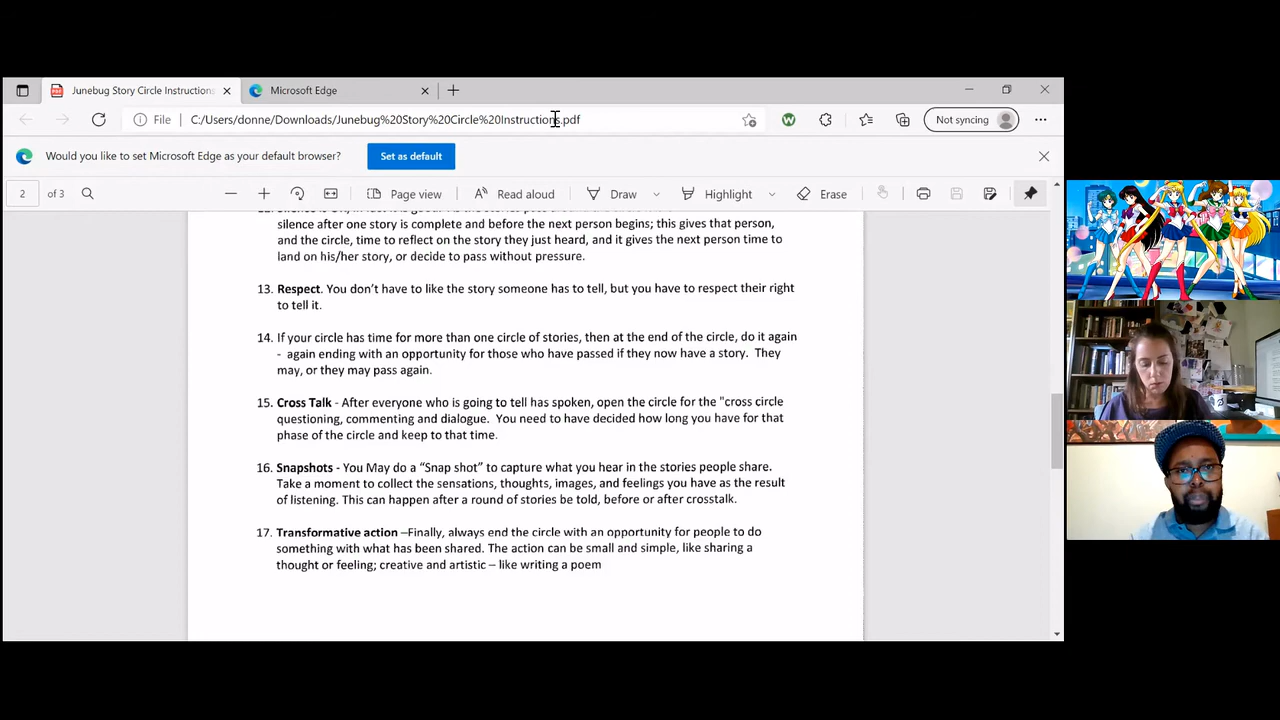 Junebug Story Circle Instructions
Microsoft Edge
File
C:/Users/donne/Downloads/Junebug%20Story%20Circle%20Instructions.pdf
Not syncing
Would you like to set Microsoft Edge as your default browser?
Set as default
2 of 3
Page view
Read aloud
Draw
Highlight
Erase
silence after one story is complete and before the next person begins; this gives that person,
and the circle, time to reflect on the story they just heard, and it gives the next person time to
land on his/her story, or decide to pass without pressure.
13. Respect. You don't have to like the story someone has to tell, but you have to respect their right
to tell it.
14. If your circle has time for more than one circle of stories, then at the end of the circle, do it again
- again ending with an opportunity for those who have passed if they now have a story. They
may, or they may pass again.
15. Cross Talk - After everyone who is going to tell has spoken, open the circle for the "cross circle
questioning, commenting and dialogue. You need to have decided how long you have for that
phase of the circle and keep to that time.
16. Snapshots - You May do a “Snap shot” to capture what you hear in the stories people share.
Take a moment to collect the sensations, thoughts, images, and feelings you have as the result
of listening. This can happen after a round of stories be told, before or after crosstalk.
17. Transformative action –Finally, always end the circle with an opportunity for people to do
something with what has been shared. The action can be small and simple, like sharing a
thought or feeling; creative and artistic – like writing a poem